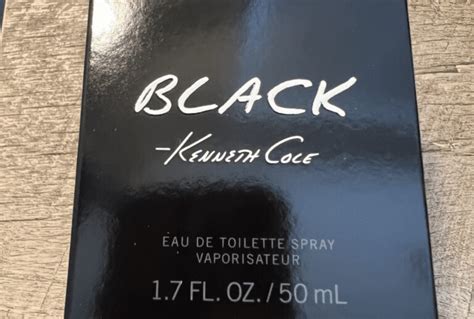 BLACK
-KENNETH COLE
EAU DE TOILETTE SPRAY
VAPORISATEUR
1.7 FL. OZ./50 mL